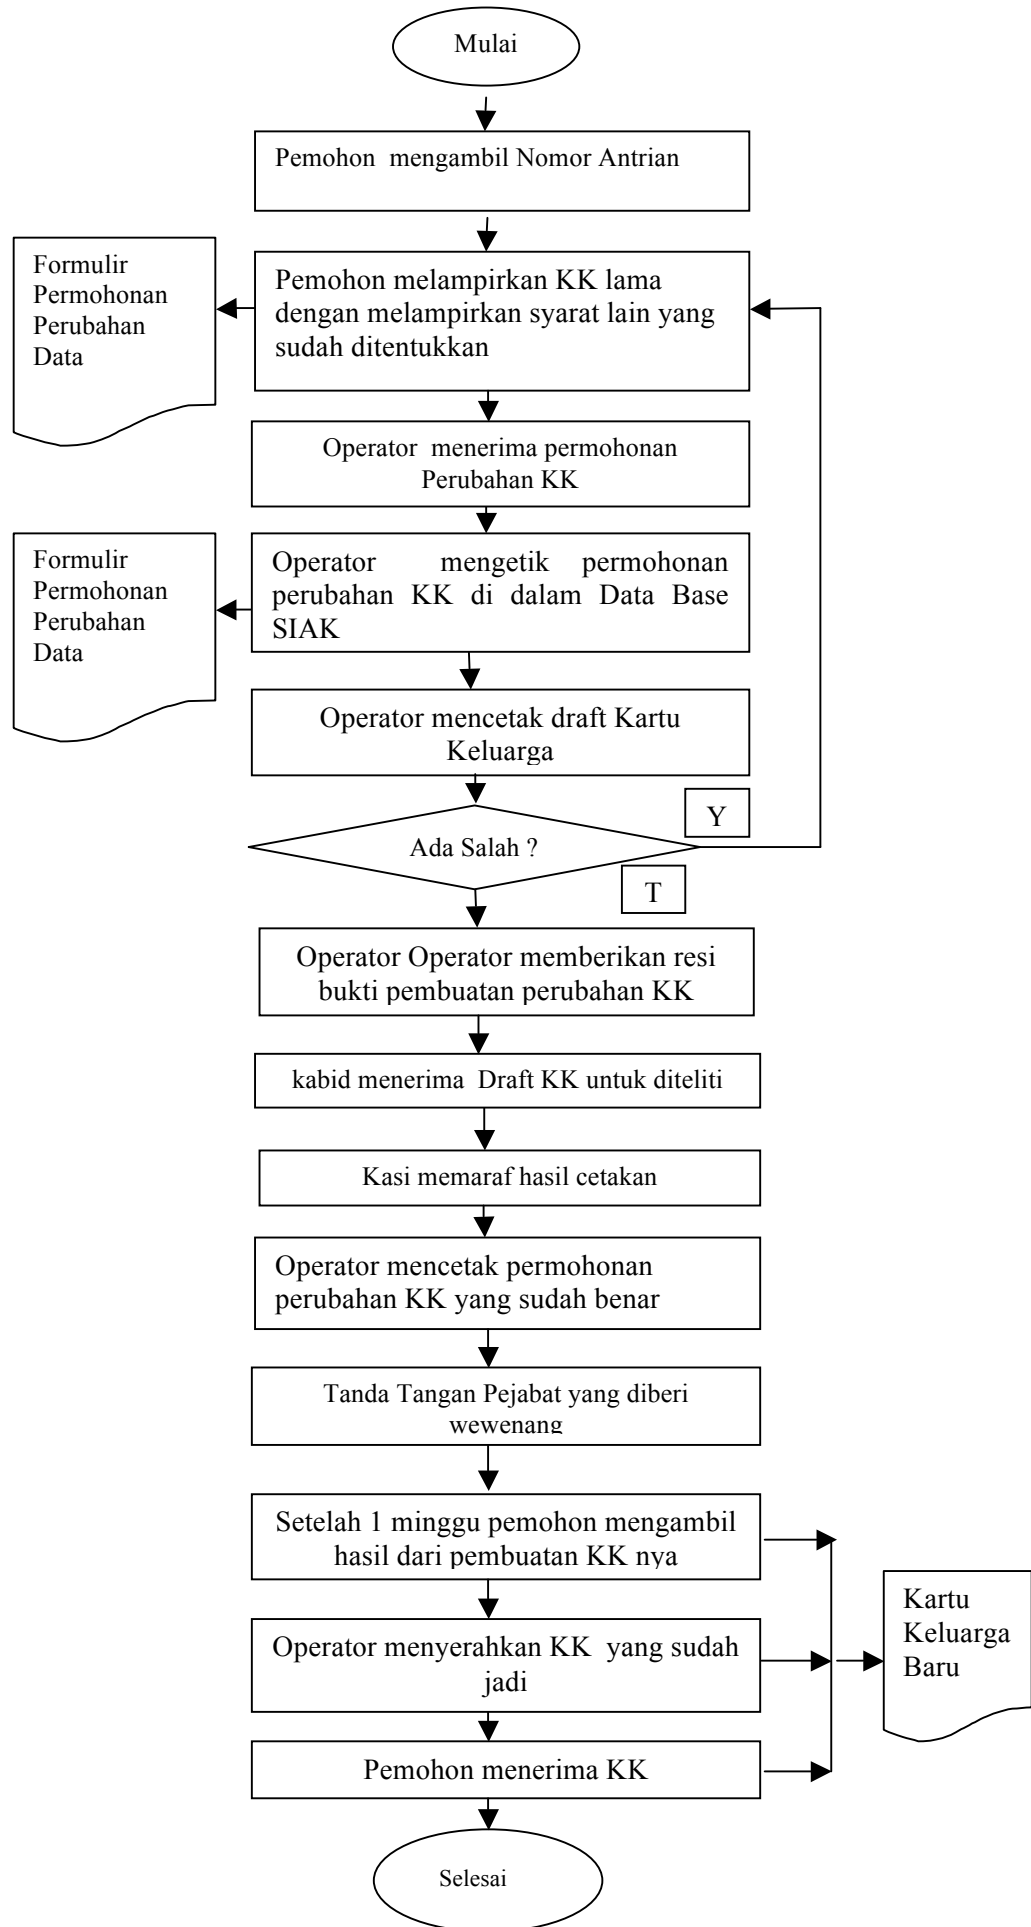 Mulai
Pemohon mengambil Nomor Antrian
Formulir
Permohonan
Perubahan
Data
Pemohon melampirkan KK lama
dengan melampirkan syarat lain yang
sudah ditentukkan
Operator menerima permohonan
Perubahan KK
Formulir
Permohonan
Perubahan
Data
Operator mengetik permohonan
perubahan KK di dalam Data Base
SIAK
Operator mencetak draft Kartu
Keluarga
Y
Ada Salah ?
T
Operator Operator memberikan resi
bukti pembuatan perubahan KK
kabid menerima Draft KK untuk diteliti
Kasi memaraf hasil cetakan
Operator mencetak permohonan
perubahan KK yang sudah benar
Tanda Tangan Pejabat yang diberi
wewenang
Setelah 1 minggu pemohon mengambil
hasil dari pembuatan KK nya
Operator menyerahkan KK yang sudah
jadi
Kartu
Keluarga
Baru
Pemohon menerima KK
Selesai